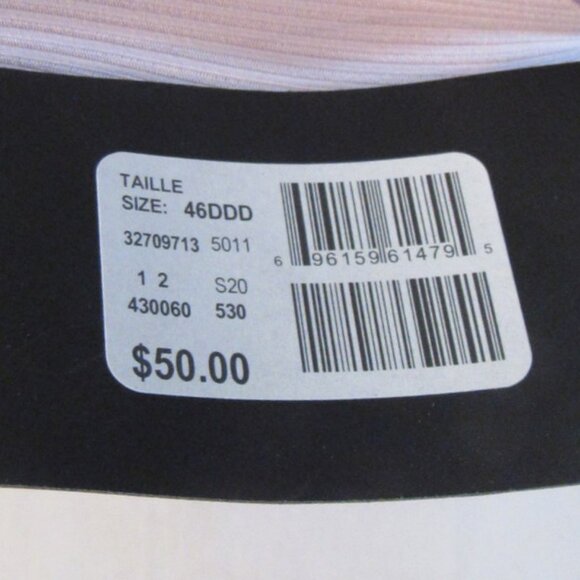 TAILLE
SIZE: 46DDD
32709713 5011
1 2 S20
430060 530
$50.00
6 96159 61479 5